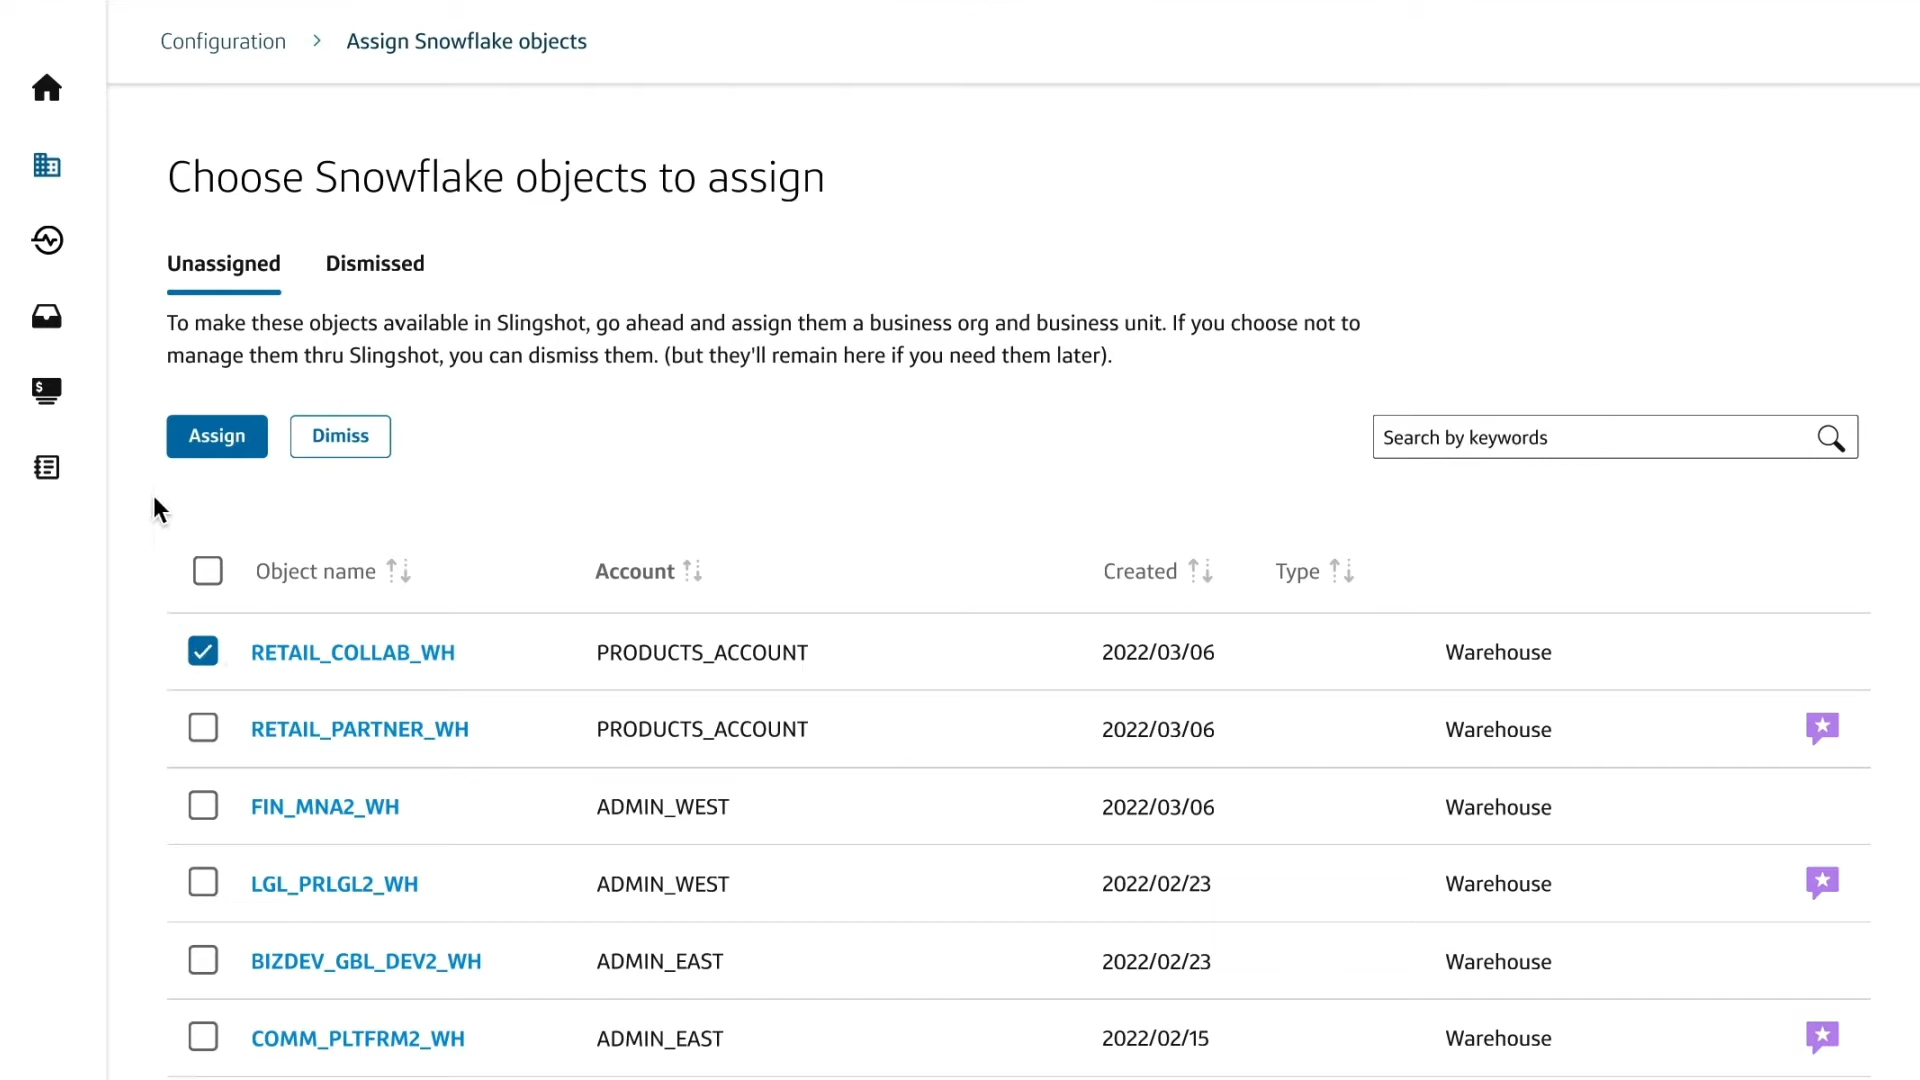 Configuration > Assign Snowflake objects
Choose Snowflake objects to assign
Unassigned Dismissed
To make these objects available in Slingshot, go ahead and assign them a business org and business unit. If you choose not to
manage them thru Slingshot, you can dismiss them. (but they'll remain here if you need them later).
Assign Dimiss Search by keywords
Object name Account Created Type
RETAIL_COLLAB_WH PRODUCTS_ACCOUNT 2022/03/06 Warehouse
RETAIL_PARTNER_WH PRODUCTS_ACCOUNT 2022/03/06 Warehouse
FIN_MNA2_WH ADMIN_WEST 2022/03/06 Warehouse
LGL_PRLGL2_WH ADMIN_WEST 2022/02/23 Warehouse
BIZDEV_GBL_DEV2_WH ADMIN_EAST 2022/02/23 Warehouse
COMM_PLTFRM2_WH ADMIN_EAST 2022/02/15 Warehouse